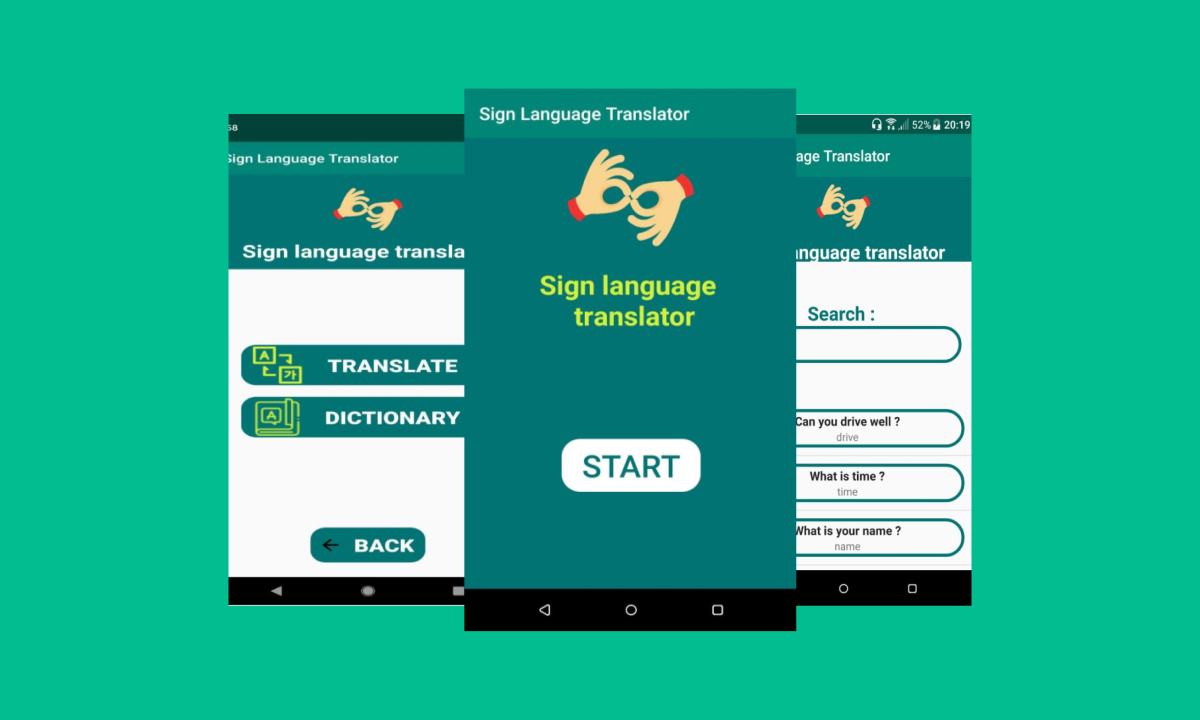 58
Sign Language Translator
Sign language transla
A
가
TRANSLATE
A
DICTIONARY
BACK
Sign Language Translator
Sign language
translator
START
52% 20:19
age Translator
nguage translator
Search :
Can you drive well ?
drive
What is time ?
time
What is your name ?
name